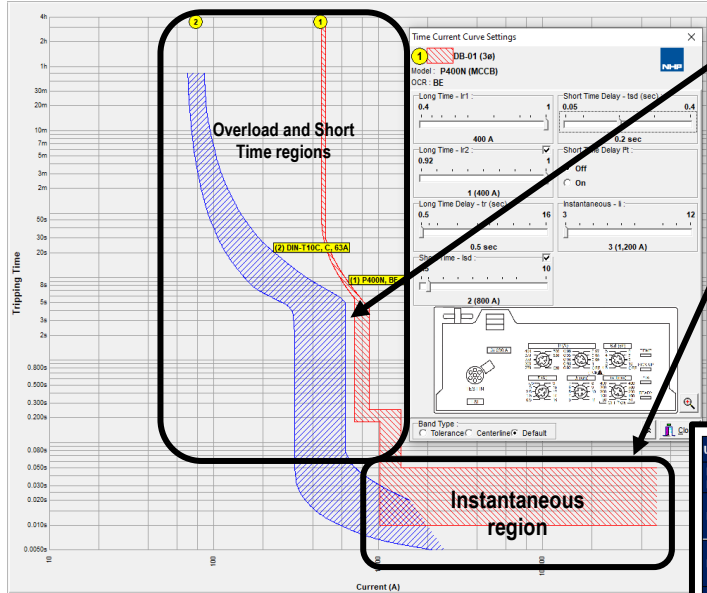 4h
2h
1h
30m
20m
10m
7m
5m
3m
2m
50s
30s
20s
8s
5s
3s
2s
0.800s
0.500s
0.300s
0.200s
0.080s
0.050s
0.030s
0.020s
0.010s
0.0050s
Tripping Time
10
100
1000
10000
Current (A)
2
1
Overload and Short
Time regions
(2) DIN-T10C, C, 63A
(1) P400N, BE
Instantaneous
region
Time Current Curve Settings
1 DB-01 (3ø)
NHP
Model : P400N (MCCB)
OCR : BE
Long Time - Ir1
0.4 1
400 A
Short Time Delay - tsd (sec) :
0.05 0.4
0.2 sec
Long Time - Ir2 :
0.92 1
1 (400 A)
Short Time Delay I²t :
Off
On
Long Time Delay - tr (sec)
0.5 16
0.5 sec
Instantaneous - Ii :
3 12
3 (1,200 A)
Short Time - Isd :
10
2 (800 A)
Band Type :
Tolerance Centerline Default